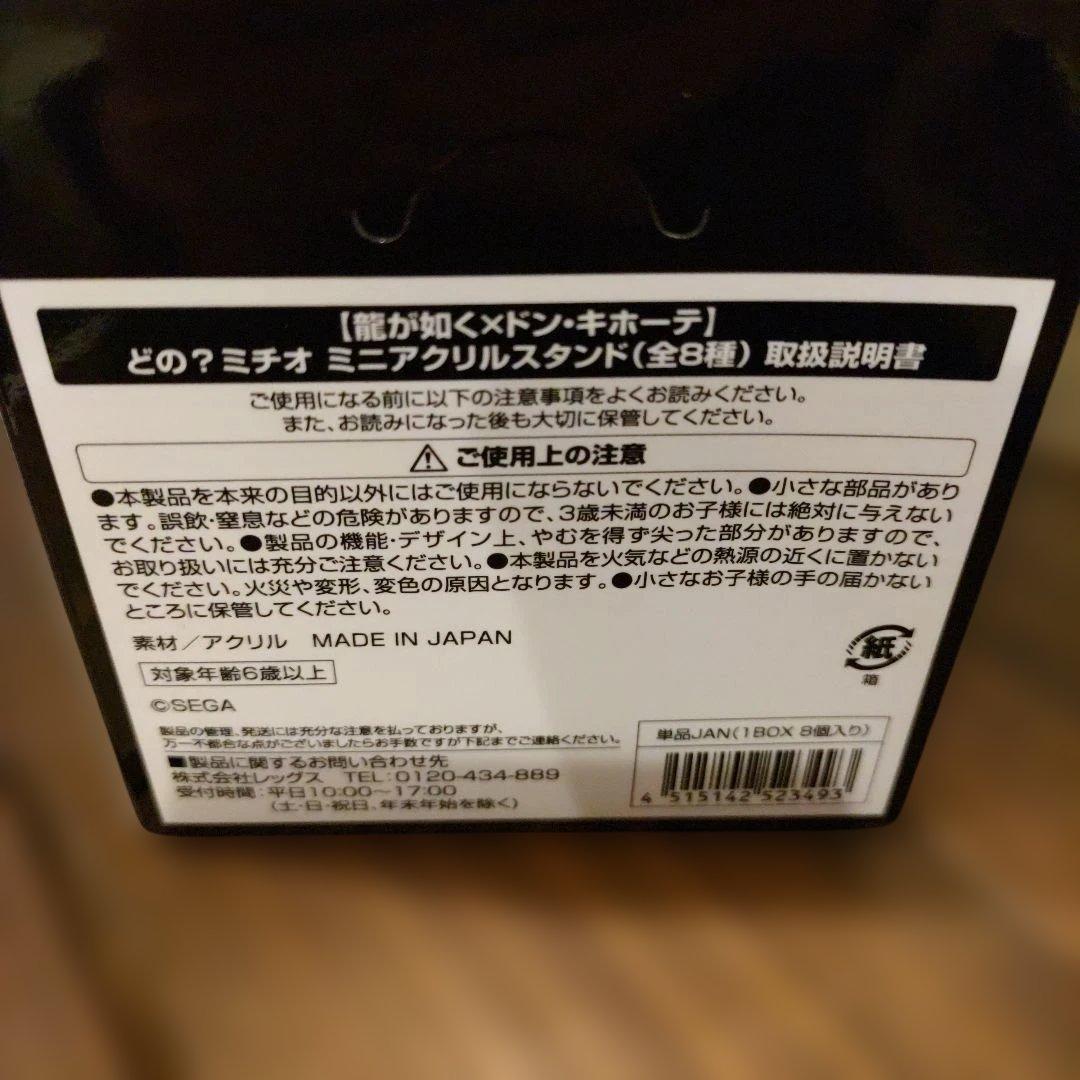 【龍が如く×ドン・キホーテ】
どの？ミチオ ミニアクリルスタンド（全8種） 取扱説明書
ご使用になる前に以下の注意事項をよくお読みください。
また、お読みになった後も大切に保管してください。
⚠ご使用上の注意
●本製品を本来の目的以外にはご使用にならないでください。●小さな部品があり
ます。誤飲・窒息などの危険がありますので、3歳未満のお子様には絶対に与えない
でください。●製品の機能・デザイン上、やむを得ず尖った部分がありますので、
お取り扱いには充分ご注意ください。●本製品を火気などの熱源の近くに置かない
でください。火災や変形、変色の原因となります。●小さなお子様の手の届かない
ところに保管してください。
素材／アクリル MADE IN JAPAN
紙
箱
対象年齢6歳以上
©SEGA
製品の管理、発送には充分な注意を払っておりますが、
万一不都合な点がございましたらお手数ですが下記までご連絡ください。
■製品に関するお問い合わせ先
株式会社レッグス TEL：0120-434-889
受付時間：平日10:00～17:00
（土・日・祝日、年末年始を除く）
単品JAN（1BOX 8個入り）
4 515142 523493